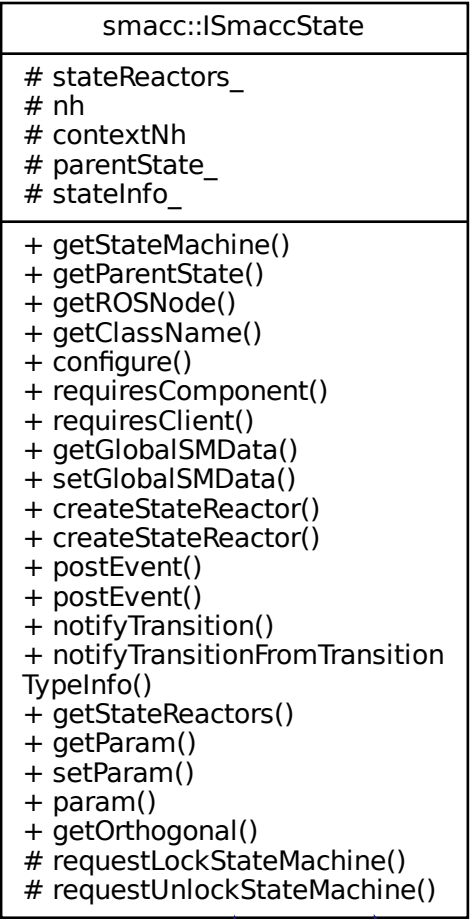 smacc::ISmaccState
# stateReactors_
# nh
# contextNh
# parentState_
# stateInfo_
+ getStateMachine()
+ getParentState()
+ getROSNode()
+ getClassName()
+ configure()
+ requiresComponent()
+ requiresClient()
+ getGlobalSMData()
+ setGlobalSMData()
+ createStateReactor()
+ createStateReactor()
+ postEvent()
+ postEvent()
+ notifyTransition()
+ notifyTransitionFromTransition
TypeInfo()
+ getStateReactors()
+ getParam()
+ setParam()
+ param()
+ getOrthogonal()
# requestLockStateMachine()
# requestUnlockStateMachine()